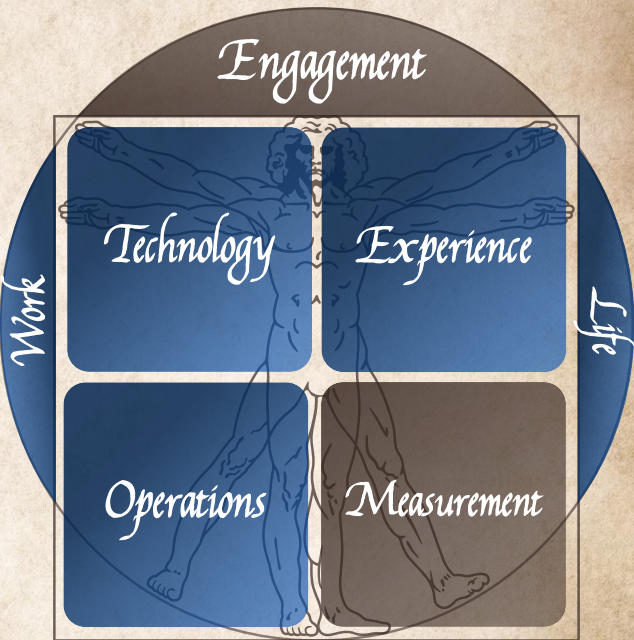 Engagement
Technology
Experience
Work
Life
Operations
Measurement